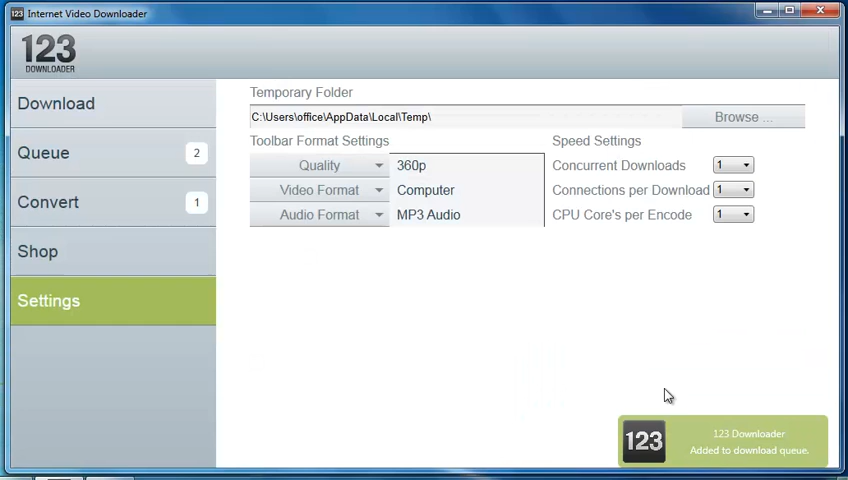 123 Internet Video Downloader
123
DOWNLOADER
Download
Queue 2
Convert 1
Shop
Settings
Temporary Folder
C:\Users\office\AppData\Local\Temp\ Browse ...
Toolbar Format Settings
Quality 360p
Video Format Computer
Audio Format MP3 Audio
Speed Settings
Concurrent Downloads 1
Connections per Download 1
CPU Core's per Encode 1
123
123 Downloader
Added to download queue.